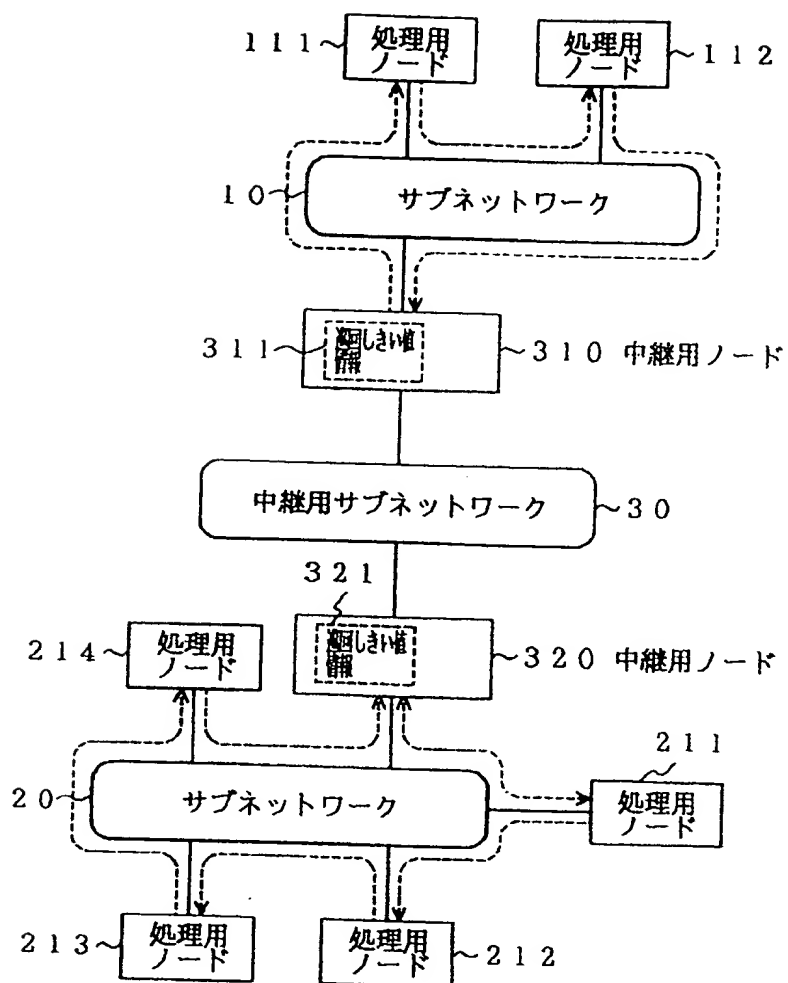 111
処理用
ノード
処理用
ノード
112
10
サブネットワーク
311
巡回しきい値
情報
310 中継用ノード
中継用サブネットワーク
30
321
214
処理用
ノード
巡回しきい値
情報
320 中継用ノード
211
20
サブネットワーク
処理用
ノード
213
処理用
ノード
処理用
ノード
212